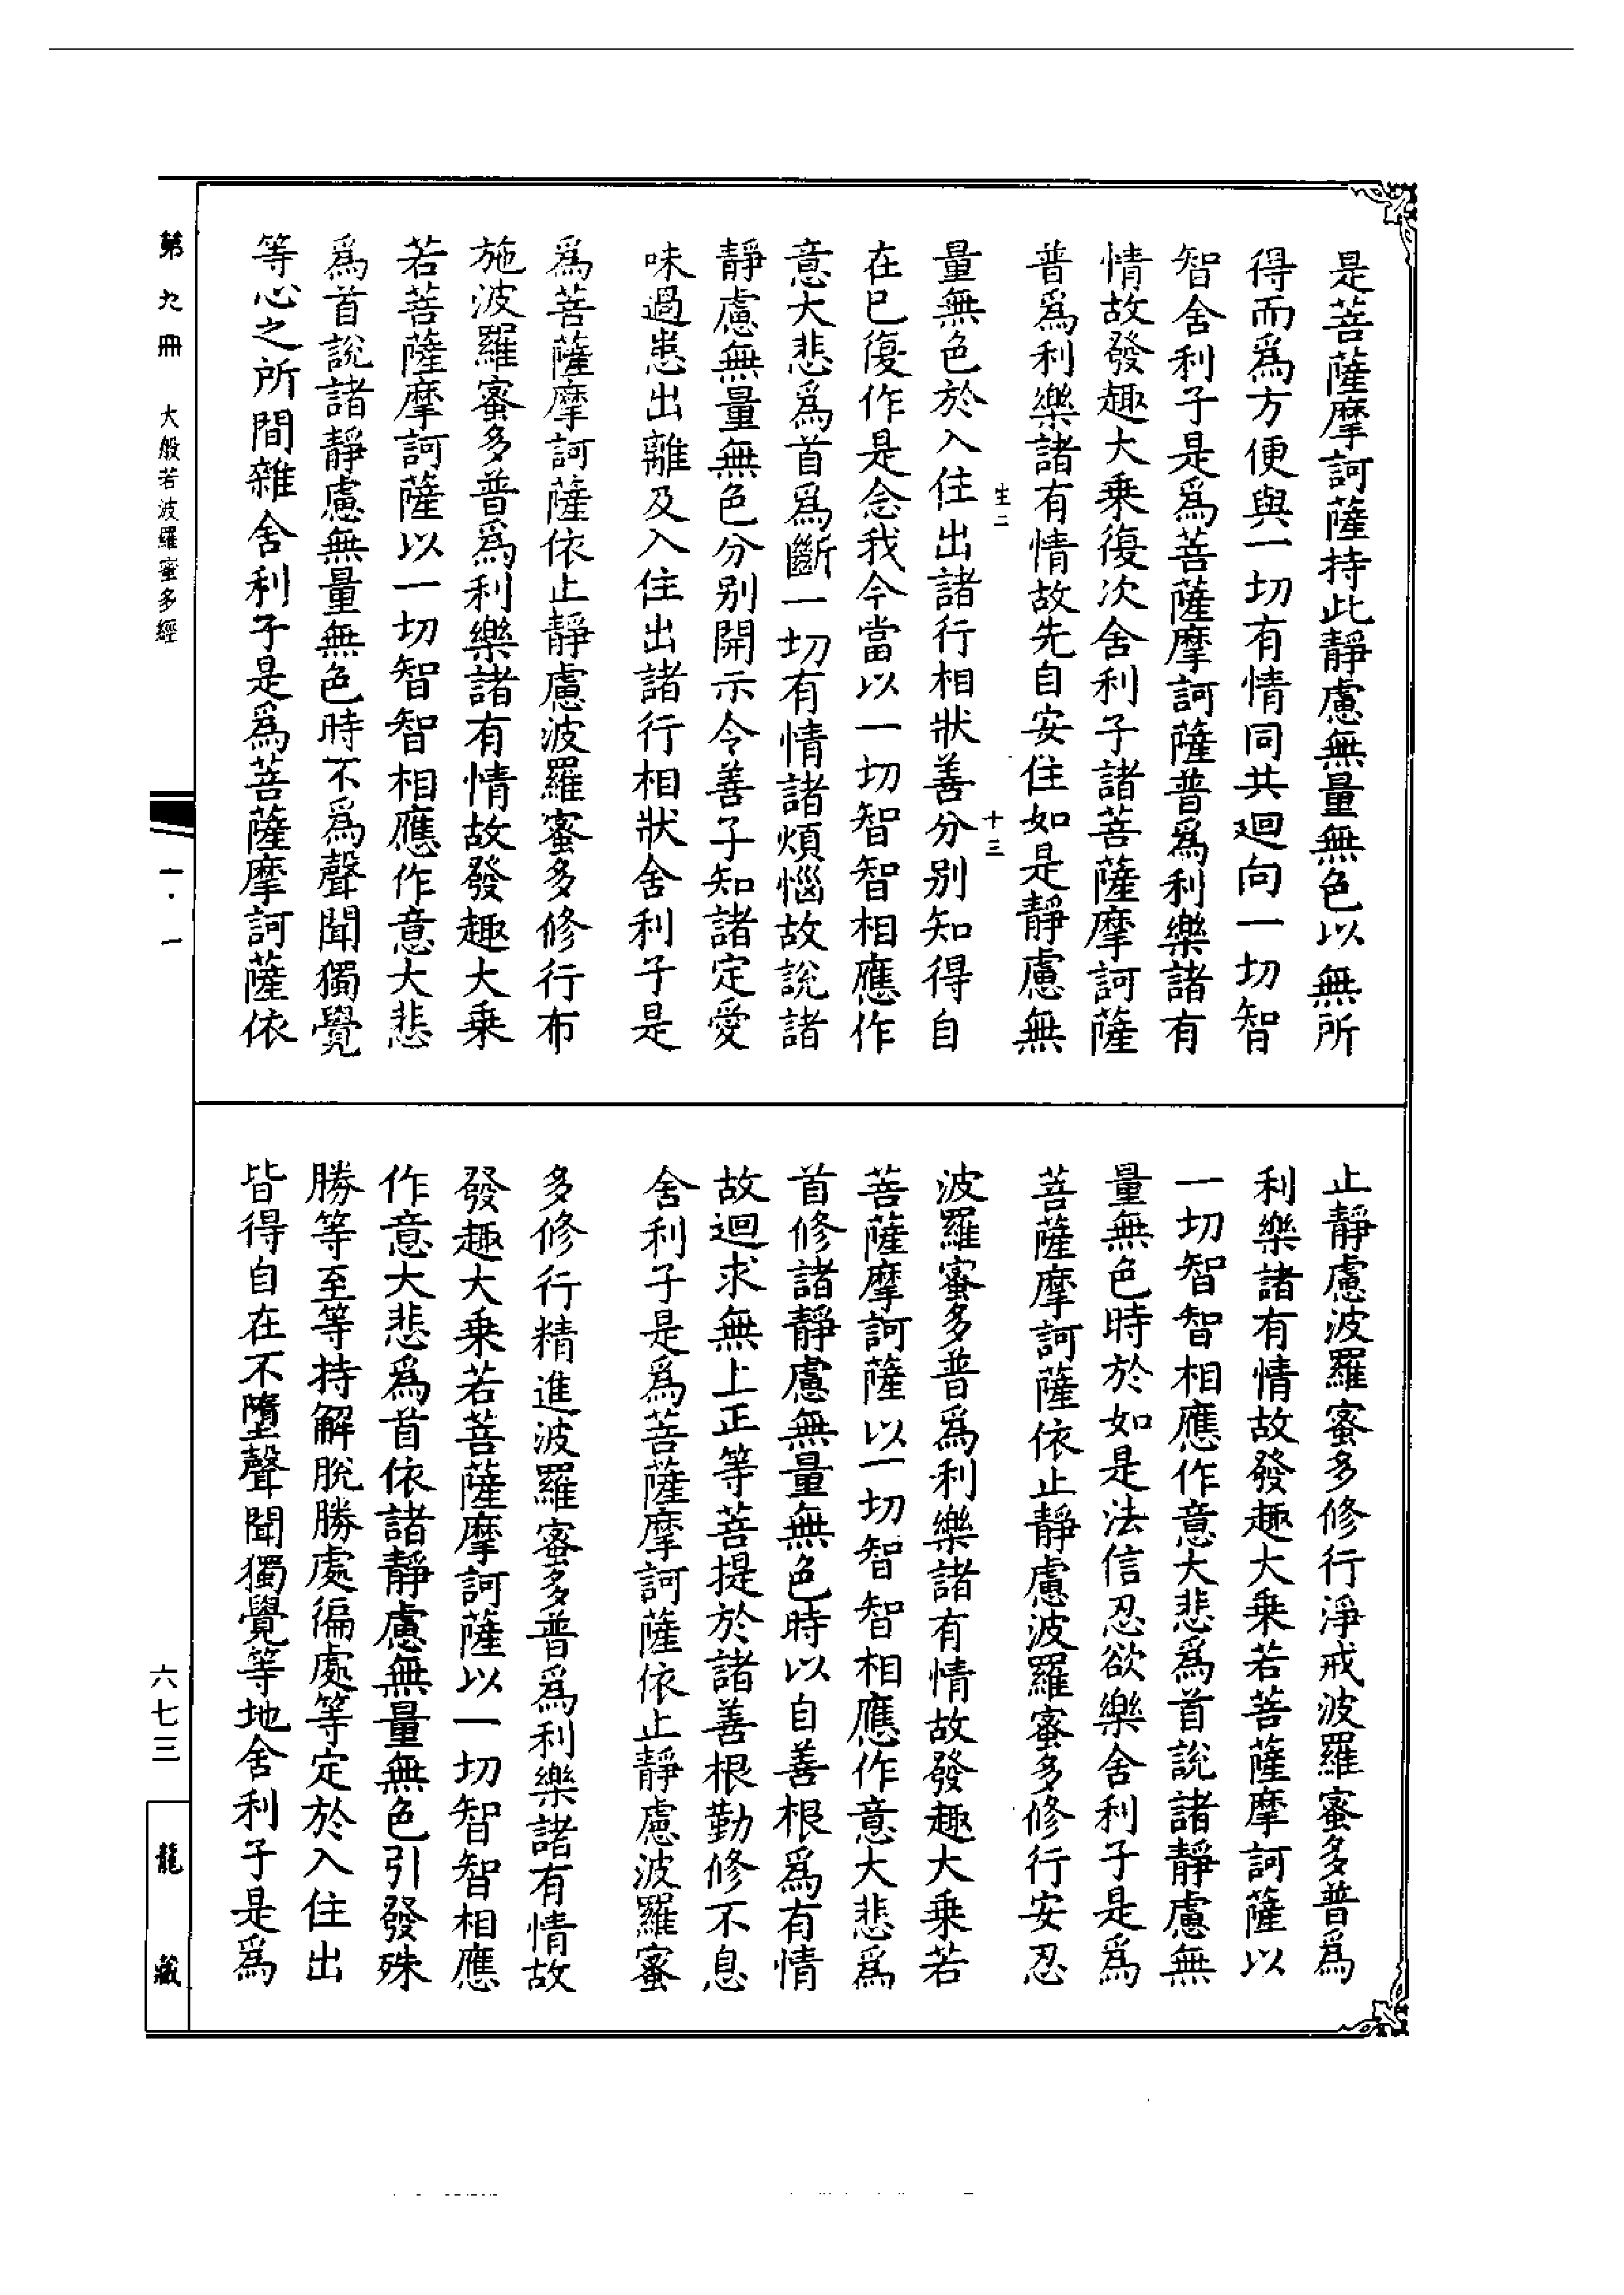 是菩薩摩訶薩持此靜慮無量無色以無所
得而爲方便與一切有情同共迴向一切智
智舍利子是爲菩薩摩訶薩普爲利樂諸有
情故發趣大乘復次舍利子諸菩薩摩訶薩
普爲利樂諸有情故先自安住如是靜慮無
生二
十三
量無色於入住出諸行相狀善分别知得自
在已復作是念我今當以一切智智相應作
意大悲爲首爲斷一切有情諸煩惱故說諸
靜慮無量無色分别開示令善子知諸定愛
味過患出離及入住出諸行相狀舍利子是
爲菩薩摩訶薩依止靜慮波羅蜜多修行布
施波羅蜜多普爲利樂諸有情故發趣大乘
若菩薩摩訶薩以一切智智相應作意大悲
爲首說諸靜慮無量無色時不爲聲聞獨覺
等心之所間雜舍利子是爲菩薩摩訶薩依
止靜慮波羅蜜多修行淨戒波羅蜜多普爲
利樂諸有情故發趣大乘若菩薩摩訶薩以
一切智智相應作意大悲爲首說諸靜慮無
量無色時於如是法信忍欲樂舍利子是爲
菩薩摩訶薩依止靜慮波羅蜜多修行安忍
波羅蜜多普爲利樂諸有情故發趣大乘若
菩薩摩訶薩以一切智智相應作意大悲爲
首修諸靜慮無量無色時以自善根爲有情
故迴求無上正等菩提於諸善根勤修不息
舍利子是爲菩薩摩訶薩依止靜慮波羅蜜
多修行精進波羅蜜多普爲利樂諸有情故
發趣大乘若菩薩摩訶薩以一切智智相應
作意大悲爲首依諸靜慮無量無色引發殊
勝等至等持解脫勝處徧處等定於入住出
皆得自在不墮聲聞獨覺等地舍利子是爲
第九冊 大般若波羅蜜多經
一·一
六七三
龍藏